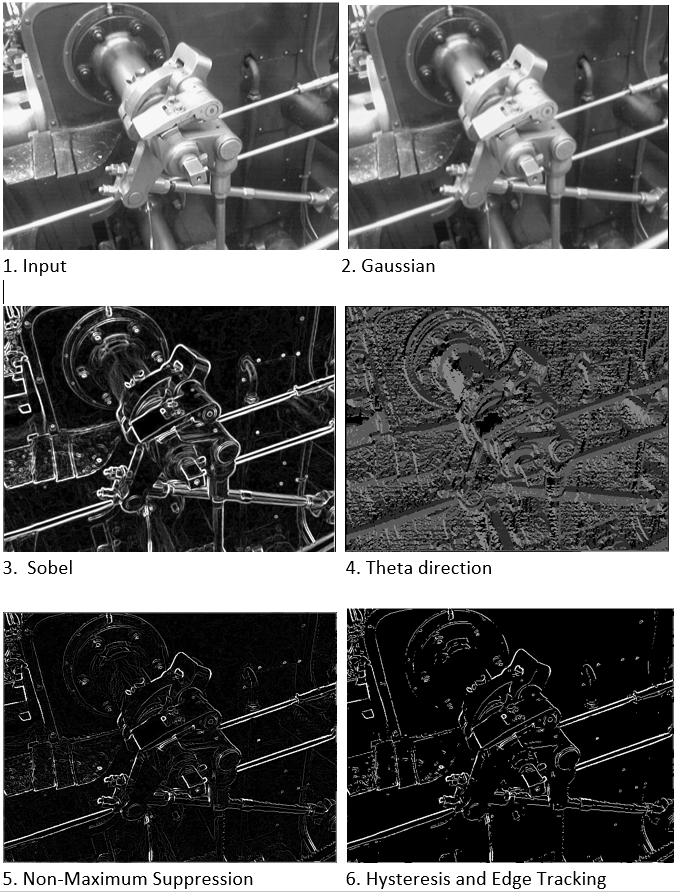 1. Input
2. Gaussian
3. Sobel
4. Theta direction
5. Non-Maximum Suppression
6. Hysteresis and Edge Tracking